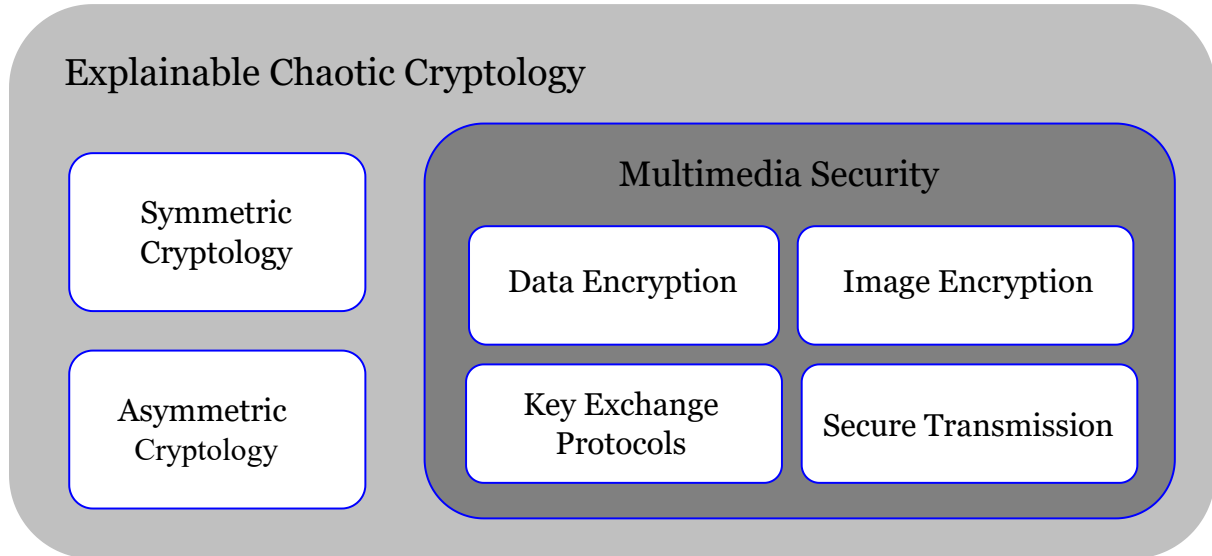 Explainable Chaotic Cryptology
Symmetric
Cryptology
Asymmetric
Cryptology
Multimedia Security
Data Encryption
Image Encryption
Key Exchange
Protocols
Secure Transmission